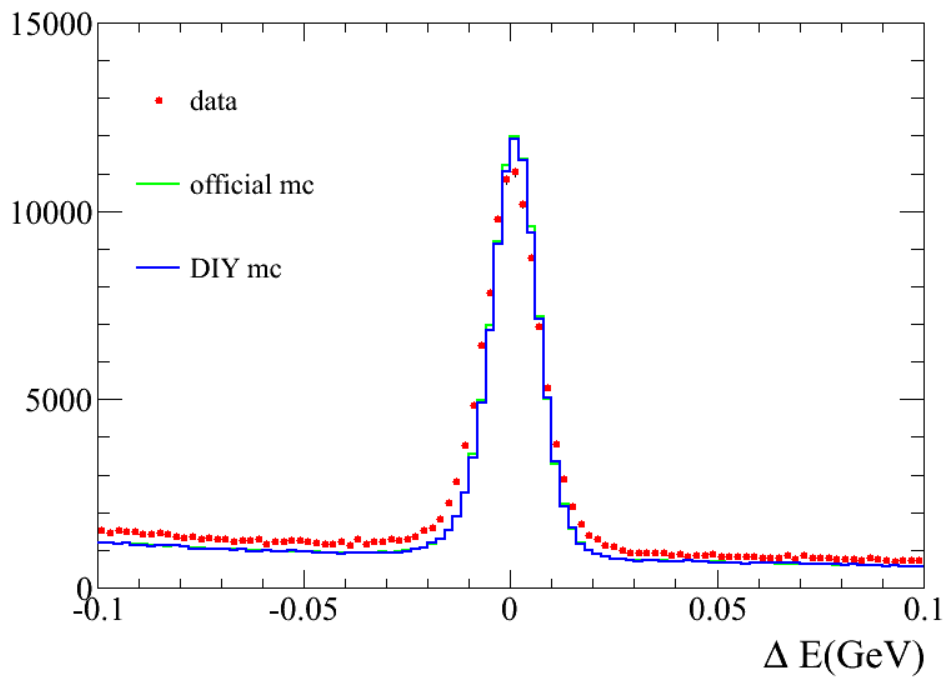 15000
data
official mc
10000
DIY mc
5000
0
-0.1
-0.05
0
0.05
0.1
Δ E(GeV)